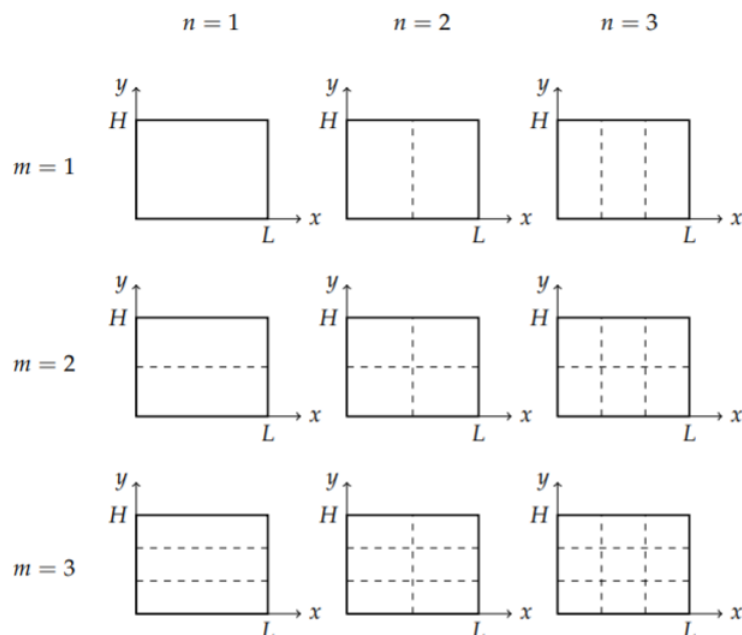 n = 1 n = 2 n = 3
y y y
H H H
m = 1
x x x
L L L
y y y
H H H
m = 2
x x x
L L L
y y y
H H H
m = 3
x x x
L L L